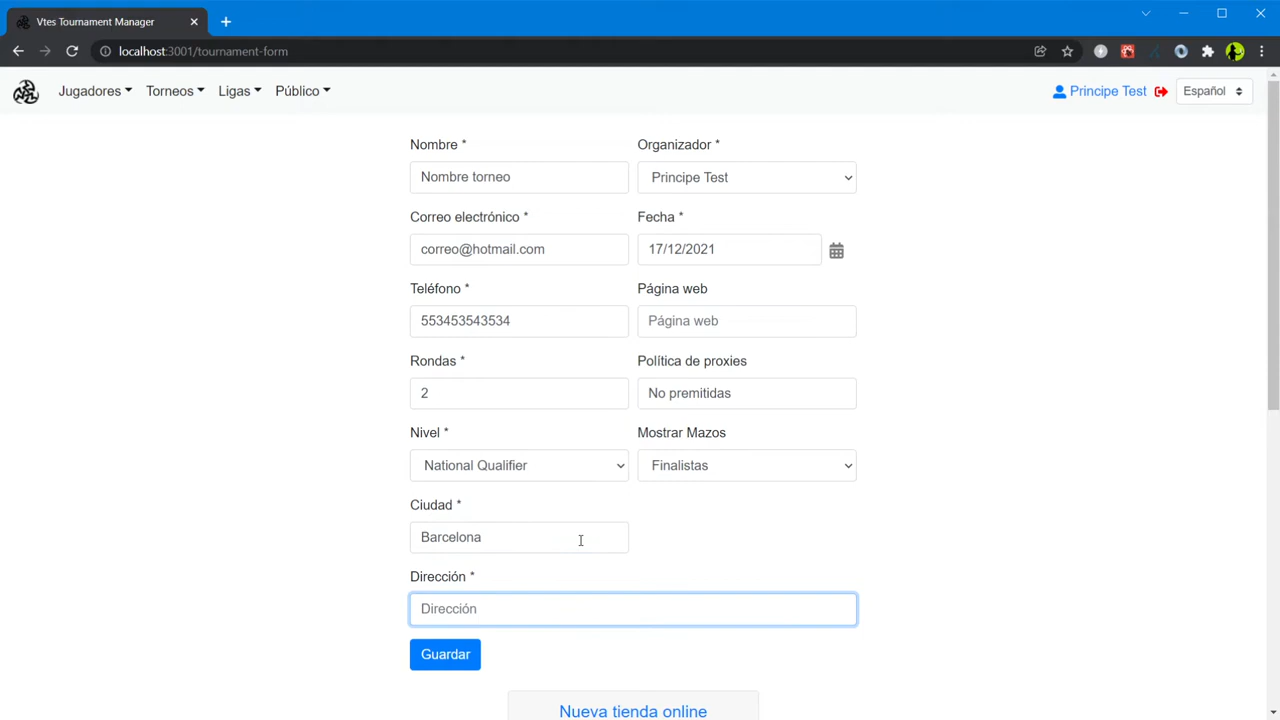 Vtes Tournament Manager
localhost:3001/tournament-form
Jugadores Torneos Ligas Público Principe Test Español
Nombre * Organizador *
Nombre torneo Principe Test
Correo electrónico * Fecha *
correo@hotmail.com 17/12/2021
Teléfono * Página web
553453543534 Página web
Rondas * Política de proxies
2 No premitidas
Nivel * Mostrar Mazos
National Qualifier Finalistas
Ciudad *
Barcelona
Dirección *
Dirección
Guardar
Nueva tienda online